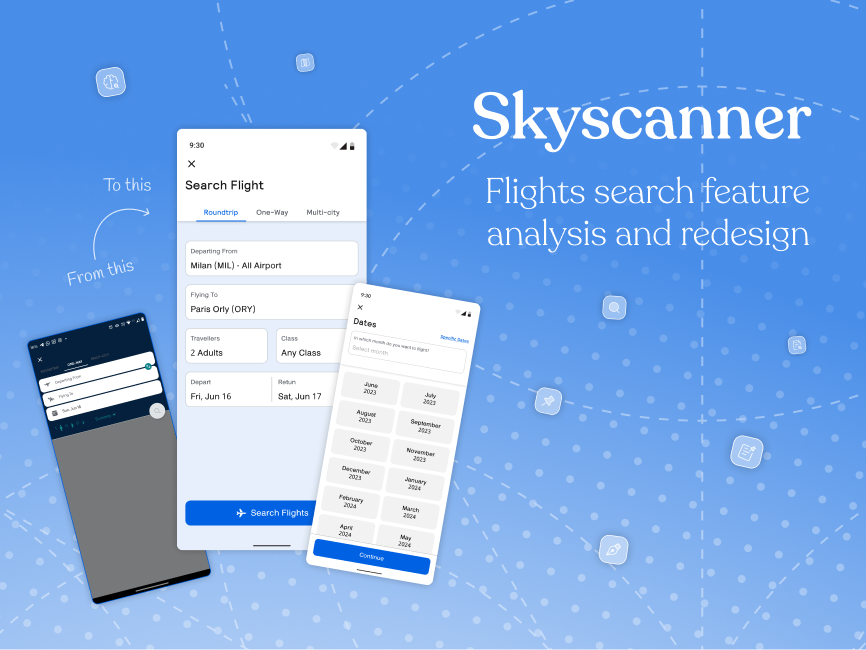 Skyscanner
Flights search feature
analysis and redesign
To this
From this
9:30
Search Flight
Roundtrip One-Way Multi-city
Departing From
Milan (MIL) - All Airport
Flying To
Paris Orly (ORY)
Travellers
2 Adults
Class
Any Class
Depart
Fri, Jun 16
Retun
Sat, Jun 17
Search Flights
9:30
Dates
Specific Dates
In which month do you want to flight?
Select month
June
2023
July
2023
August
2023
September
2023
October
2023
November
2023
December
2023
January
2024
February
2024
March
2024
April
2024
May
2024
Continue
ONE-WAY
Departing From
Flying To
Sun, Jun 18